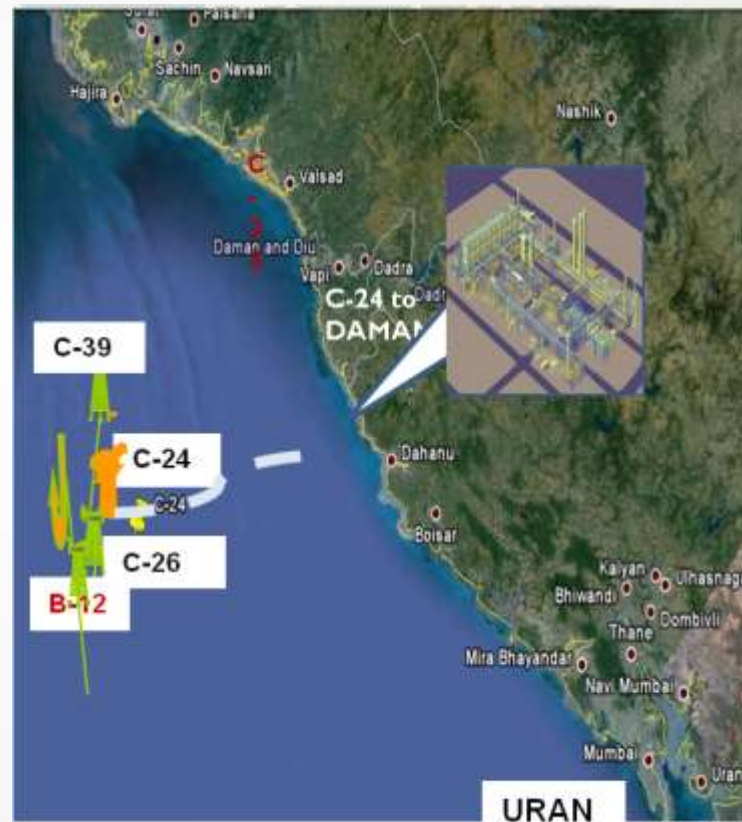 Palsana
Sachin
Navsari
Hajira
Nashik
C
Valsad
Daman and Diu
Vapi
Dadra
C-24 to
DAMAN
C-39
C-24
C-24
Dahanu
Boisar
C-26
B-12
Kalyan
Ulhasnaga
Bhiwandi
Dombivli
Thane
Mira Bhayandar
Navi Mumbai
Mumbai
Uran
URAN